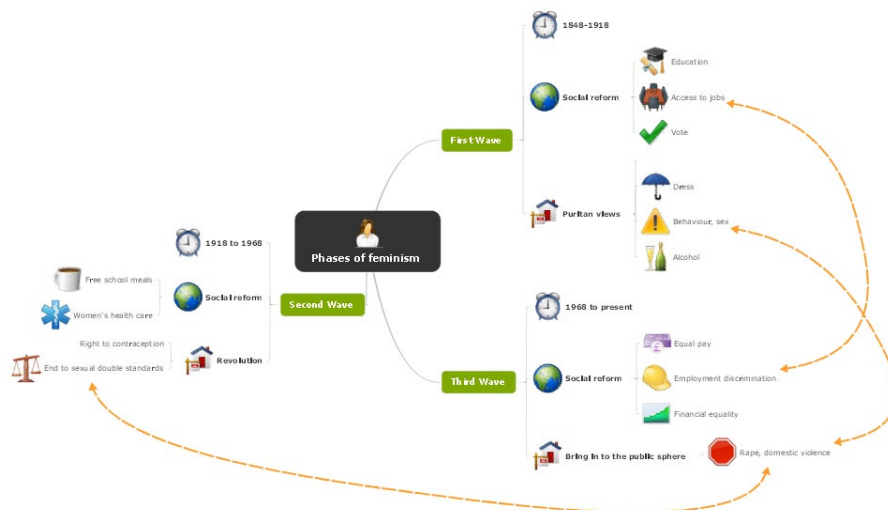 Phases of feminism
First Wave
1848-1918
Social reform
Education
Access to jobs
Vote
Puritan views
Dress
Behaviour, sex
Alcohol
Second Wave
1918 to 1968
Social reform
Free school meals
Women's health care
Revolution
Right to contraception
End to sexual double standards
Third Wave
1968 to present
Social reform
Equal pay
Employment discrimination
Financial equality
Bring in to the public sphere
Rape, domestic violence